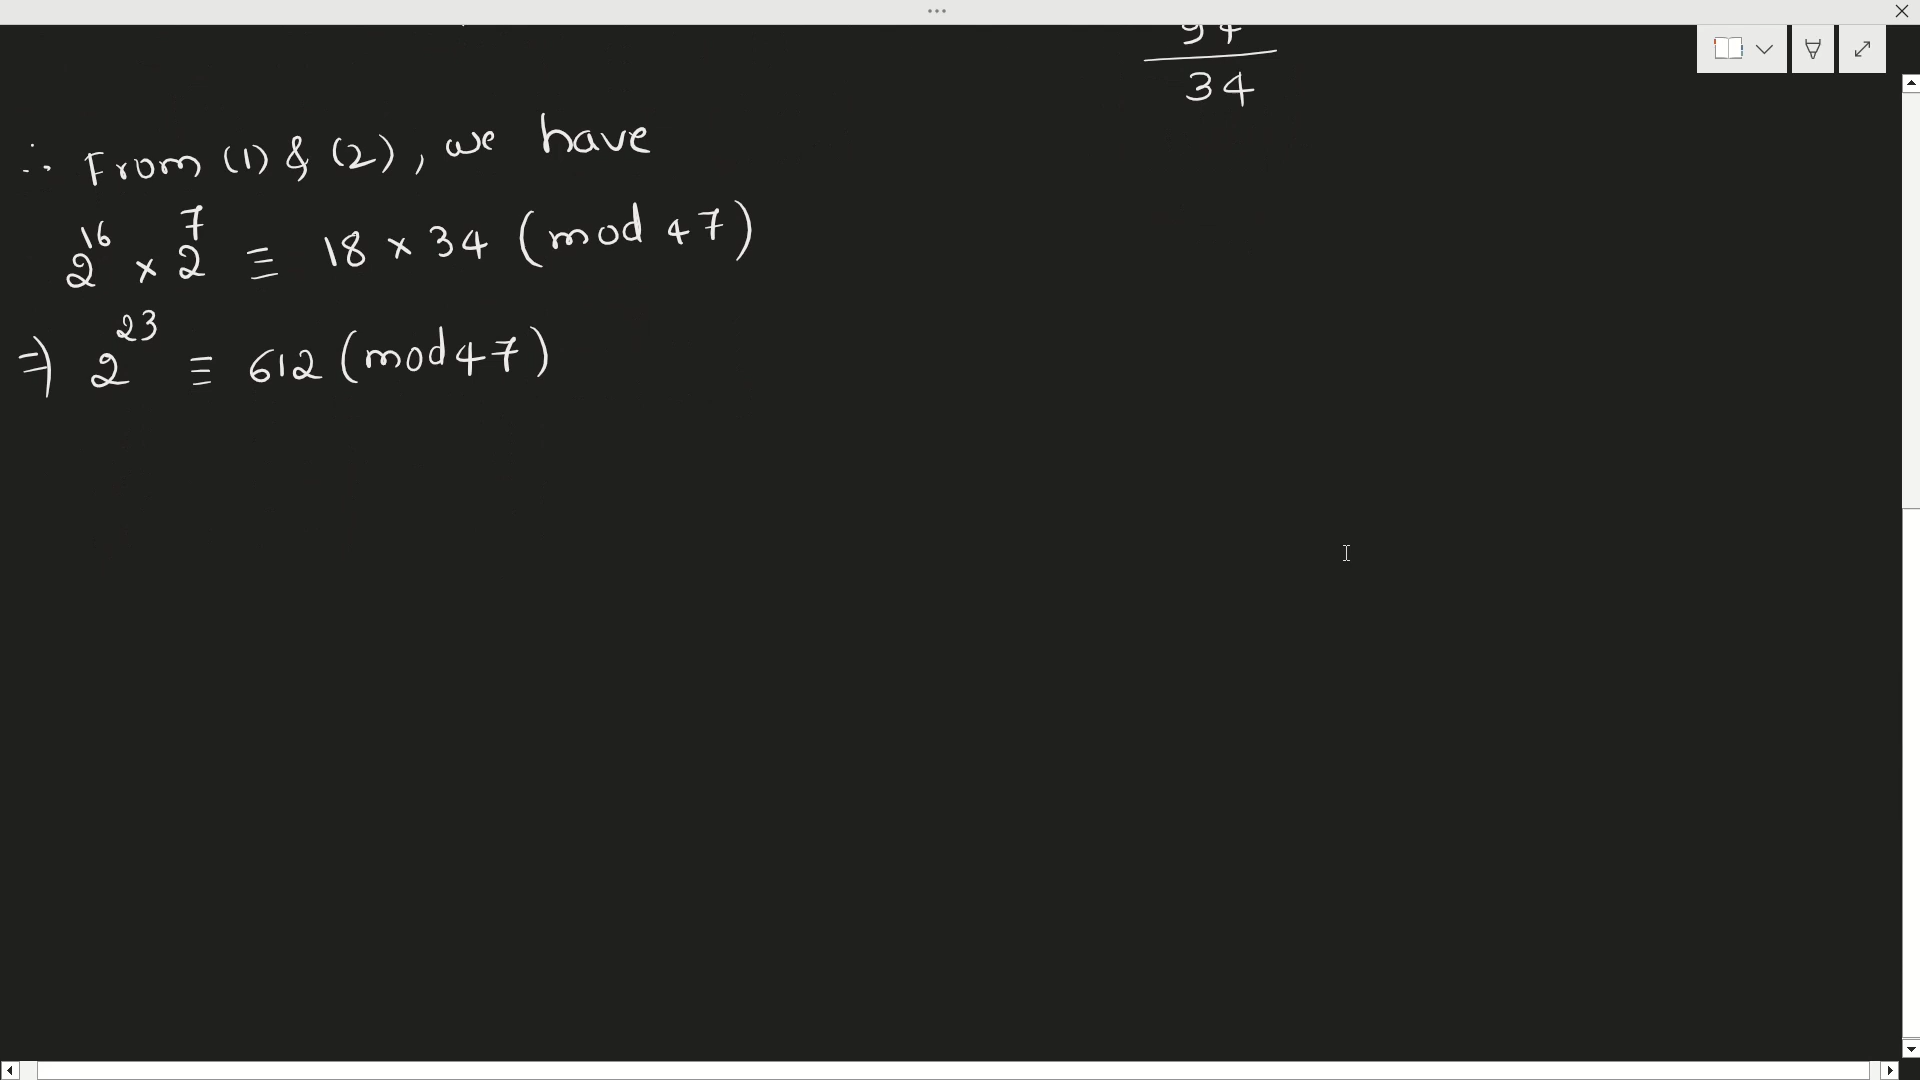 34
∴ From (1) & (2), we have
2^16 × 2^7 ≡ 18 × 34 (mod 47)
⇒ 2^23 ≡ 612 (mod 47)